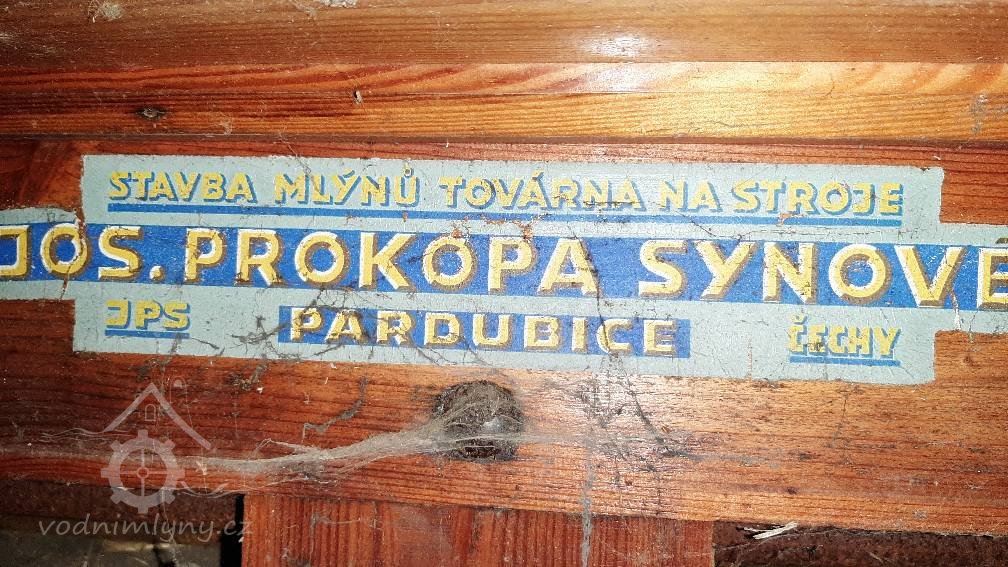 STAVBA MLÝNŮ TOVÁRNA NA STROJE
JOS. PROKOPA SYNOVÉ
JPS PARDUBICE ČECHY
vodnimlyny.cz